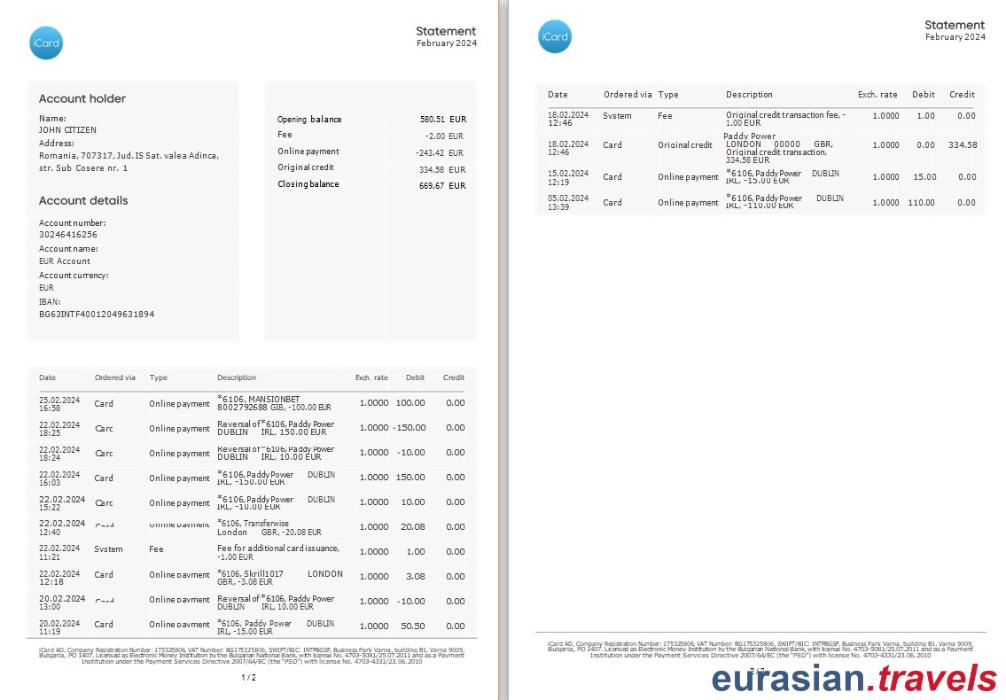 iCard
Statement
February 2024
Account holder
Name:
JOHN CITIZEN
Address:
Romania, 707317, Jud.IS Sat. valea Adinca,
str. Sub Cosere nr. 1
Account details
Account number:
30246416256
Account name:
EUR Account
Account currency:
EUR
IBAN:
BG63INTF40012049631894
Opening balance 580.51 EUR
Fee -2.00 EUR
Online payment -243.42 EUR
Original credit 334.58 EUR
Closing balance 669.67 EUR
Date Ordered via Type Description Exch. rate Debit Credit
25.02.2024 Card Online payment *6106, MANSIONBET 1.0000 100.00 0.00
16:58 8002792688 GIB, -100.00 EUR
22.02.2024 Carc Online payment Reversal of *6106, Paddy Power 1.0000 -150.00 0.00
18:25 DUBLIN IRL, 150.00 EUR
22.02.2024 Carc Online payment Reversal of *6106, Paddy Power 1.0000 -10.00 0.00
18:24 DUBLIN IRL, 10.00 EUR
22.02.2024 Card Online payment *6106, Paddy Power DUBLIN 1.0000 150.00 0.00
16:03 IRL, -150.00 EUR
22.02.2024 Carc Online payment *6106, Paddy Power DUBLIN 1.0000 10.00 0.00
15:22 IRL, -10.00 EUR
22.02.2024 Card Online payment *6106, Transferwise 1.0000 20.08 0.00
12:40 London GBR, -20.08 EUR
22.02.2024 System Fee Fee for additional card issuance, 1.0000 1.00 0.00
11:21 -1.00 EUR
22.02.2024 Card Online payment *6106, Skrill1017 LONDON 1.0000 3.08 0.00
12:18 GBR, -3.08 EUR
20.02.2024 Online payment Reversal of *6106, Paddy Power 1.0000 -10.00 0.00
13:00 DUBLIN IRL, 10.00 EUR
20.02.2024 Card Online payment *6106, Paddy Power DUBLIN 1.0000 50.50 0.00
11:19 IRL, -15.00 EUR
iCard AD, Company Registration Number: 175325806, VAT Number: BG175325806, SWIFT/BIC: INTFBGSF, Business Park Varna, building B1, Varna 9009,
Bulgaria, PO 1407. Licensed as Electronic Money Institution by the Bulgarian National Bank, with license No. 4703-5081/25.07.2011 and as a Payment
Institution under the Payment Services Directive 2007/64/EC (the "PSD") with license No. 4703-4331/23.06.2010
1 / 2
iCard
Statement
February 2024
Date Ordered via Type Description Exch. rate Debit Credit
18.02.2024 System Fee Original credit transaction fee, - 1.0000 1.00 0.00
12:46 1.00 EUR
Paddy Power
18.02.2024 Card Original credit LONDON 00000 GBR, 1.0000 0.00 334.58
12:46 Original credit transaction,
334.58 EUR
15.02.2024 Card Online payment *6106, Paddy Power DUBLIN 1.0000 15.00 0.00
12:19 IRL, -15.00 EUR
05.02.2024 Card Online payment *6106, Paddy Power DUBLIN 1.0000 110.00 0.00
13:39 IRL, -110.00 EUR
iCard AD, Company Registration Number: 175325806, VAT Number: BG175325806, SWIFT/BIC: INTFBGSF, Business Park Varna, building B1, Varna 9009,
Bulgaria, PO 1407. Licensed as Electronic Money Institution by the Bulgarian National Bank, with license No. 4703-5081/25.07.2011 and as a Payment
Institution under the Payment Services Directive 2007/64/EC (the "PSD") with license No. 4703-4331/23.06.2010
eurasian.travels